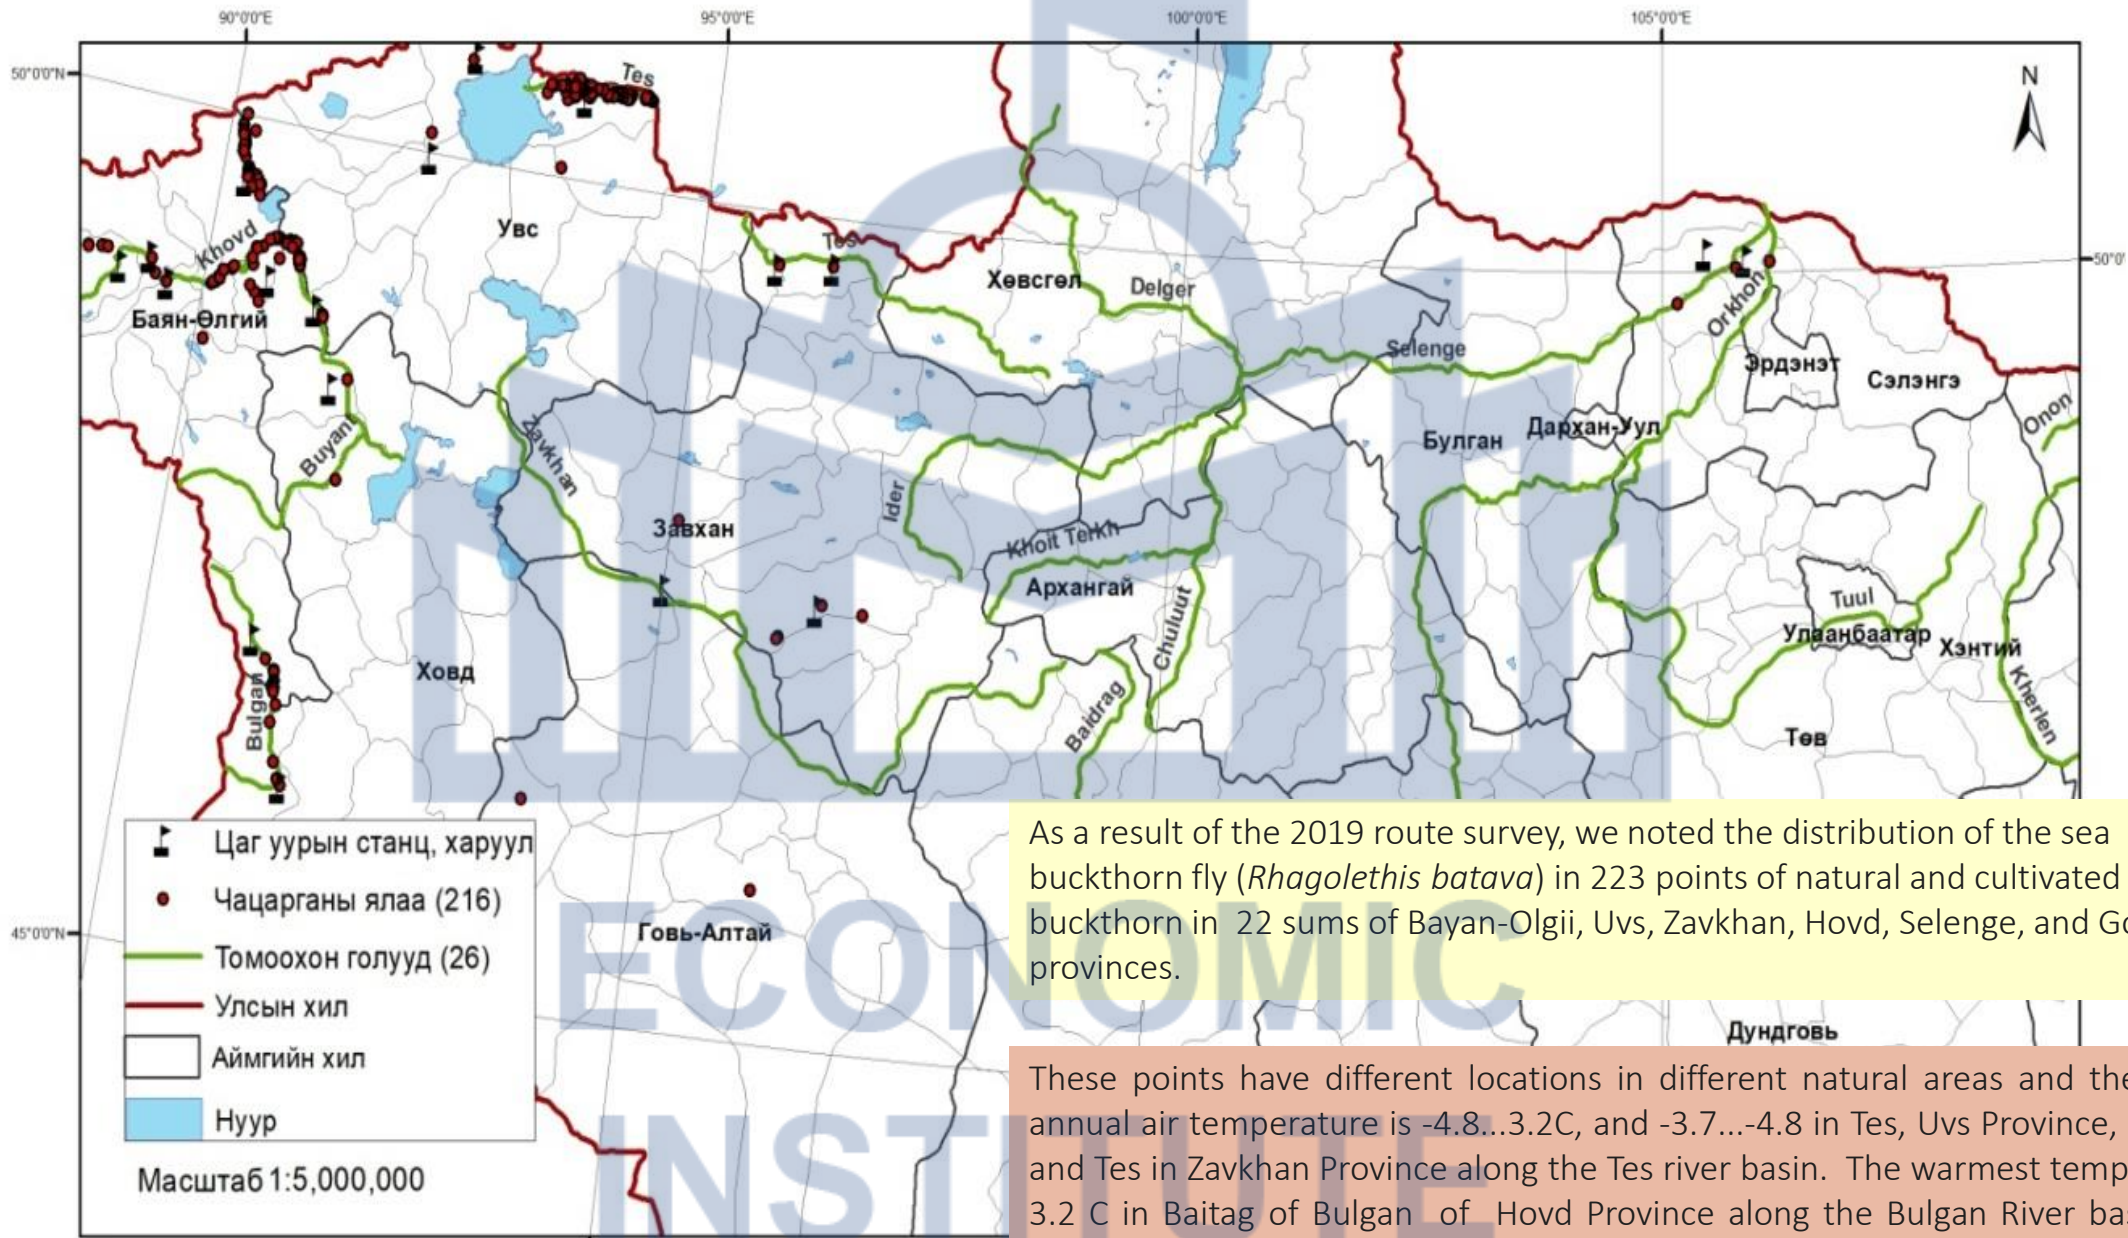 90°0'0"E
95°0'0"E
100°0'0"E
105°0'0"E
50°0'0"N
N
Tes
Khovd
Увс
Tes
Хөвсгөл
Delger
50°0'
Баян-Өлгий
Orkhon
Selenge
Эрдэнэт
Сэлэнгэ
Onon
Buyant
Zavkhan
Булган
Дархан-Уул
Ider
Завхан
Khoit Terkh
Архангай
Chuluut
Tuul
Улаанбаатар
Хэнтий
Ховд
Bulgan
Baidrag
Kherlen
Төв
Цаг уурын станц, харуул
Чацарганы ялаа (216)
Томоохон голууд (26)
Улсын хил
Аймгийн хил
Нуур
Масштаб 1:5,000,000
45°0'0"N
Говь-Алтай
As a result of the 2019 route survey, we noted the distribution of the sea
buckthorn fly (Rhagolethis batava) in 223 points of natural and cultivated
buckthorn in 22 sums of Bayan-Olgii, Uvs, Zavkhan, Hovd, Selenge, and Go
provinces.
Дундговь
These points have different locations in different natural areas and the
annual air temperature is -4.8...3.2C, and -3.7...-4.8 in Tes, Uvs Province,
and Tes in Zavkhan Province along the Tes river basin. The warmest temp
3.2 C in Baitag of Bulgan of Hovd Province along the Bulgan River bas
ECONOMIC
INSTITUTE